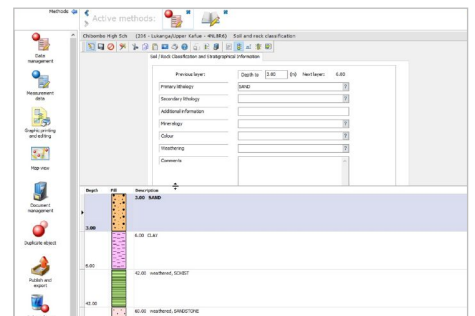 Methods
Active methods:
Chilombo High Sch (206 - Lukanga/Upper Kafue - #NLWRA) Soil and rock classification
Data
management
Measurement
data
Graphic printing
and editing
Map view
Document
management
Duplicate object
Publish and
export
Soil / Rock Classification and Stratigraphical Information
Previous layer: Depth to 3.00 (m) Next layer: 6.00
Primary lithology SAND ?
Secondary lithology ?
Additional information
Mineralogy ?
Colour ?
Weathering ?
Comments
Depth Fill Description
3.00 SAND
3.00
6.00 CLAY
6.00
42.00 weathered, SCHIST
42.00
60.00 weathered, SANDSTONE